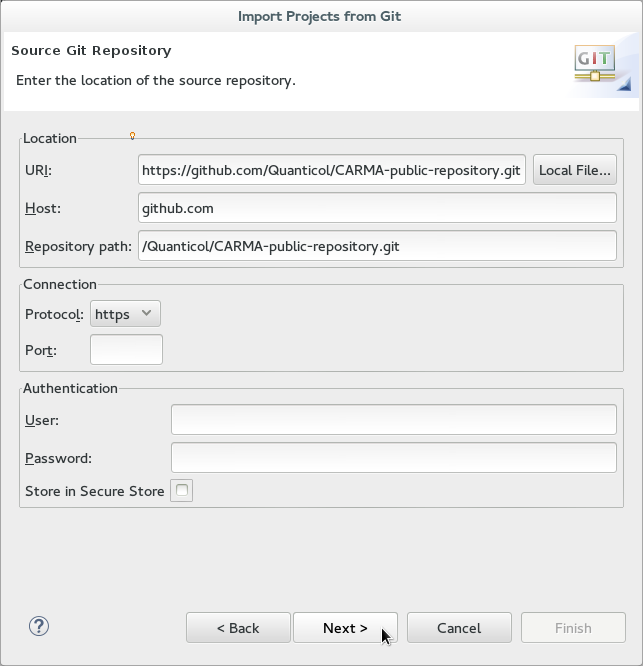 Import Projects from Git
Source Git Repository
Enter the location of the source repository.
GIT
Location
URI: https://github.com/Quanticol/CARMA-public-repository.git Local File...
Host: github.com
Repository path: /Quanticol/CARMA-public-repository.git
Connection
Protocol: https
Port:
Authentication
User:
Password:
Store in Secure Store
? < Back Next > Cancel Finish